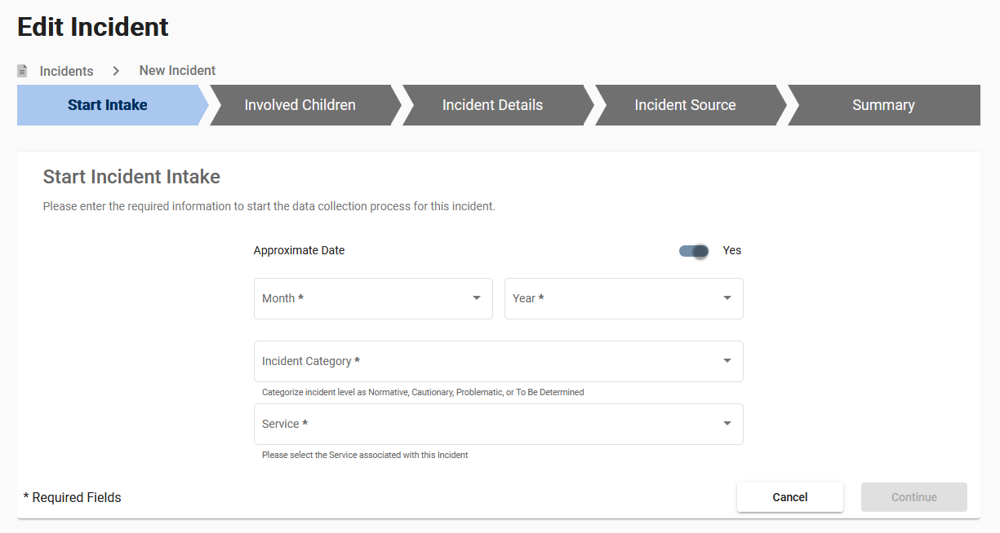 Edit Incident
Incidents > New Incident
Start Intake Involved Children Incident Details Incident Source Summary
Start Incident Intake
Please enter the required information to start the data collection process for this incident.
Approximate Date Yes
Month * Year *
Incident Category *
Categorize incident level as Normative, Cautionary, Problematic, or To Be Determined
Service *
Please select the Service associated with this Incident
* Required Fields Cancel Continue